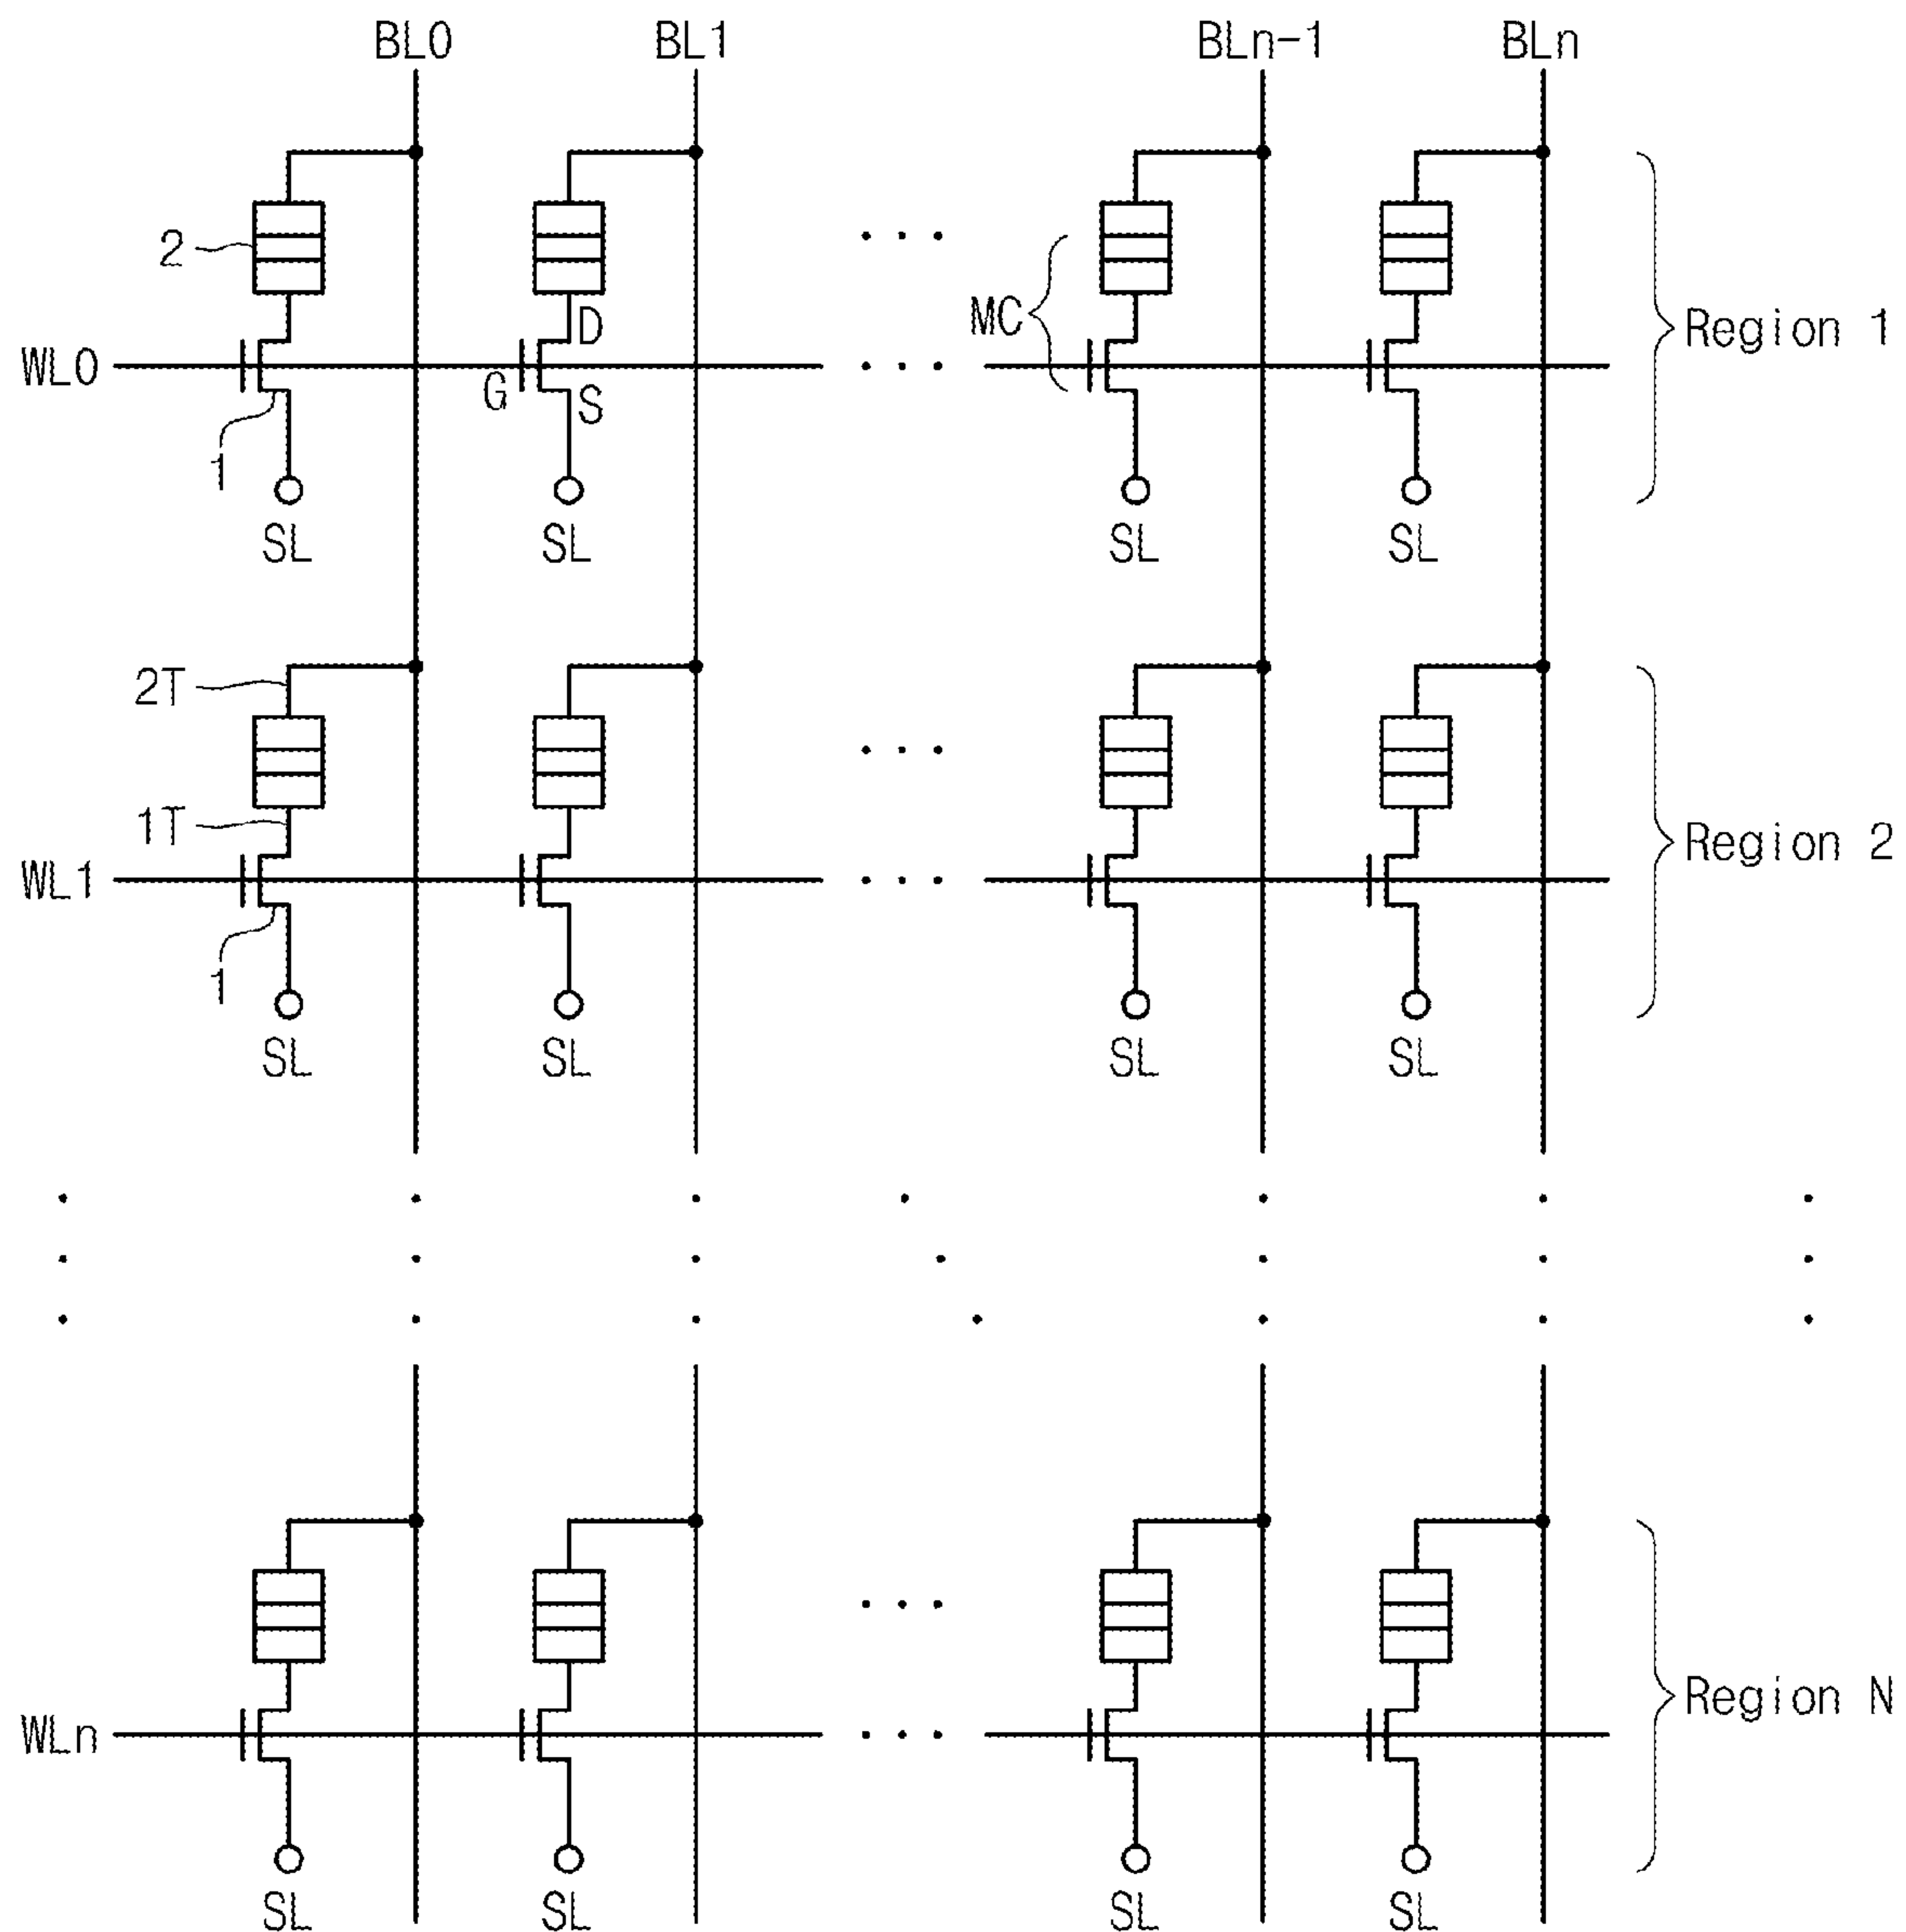 BL0 BL1 BLn-1 BLn
2
MC
D
Region 1
WL0
G
S
1
SL SL SL SL
2T
1T
Region 2
WL1
1
SL SL SL SL
Region N
WLn
SL SL SL SL